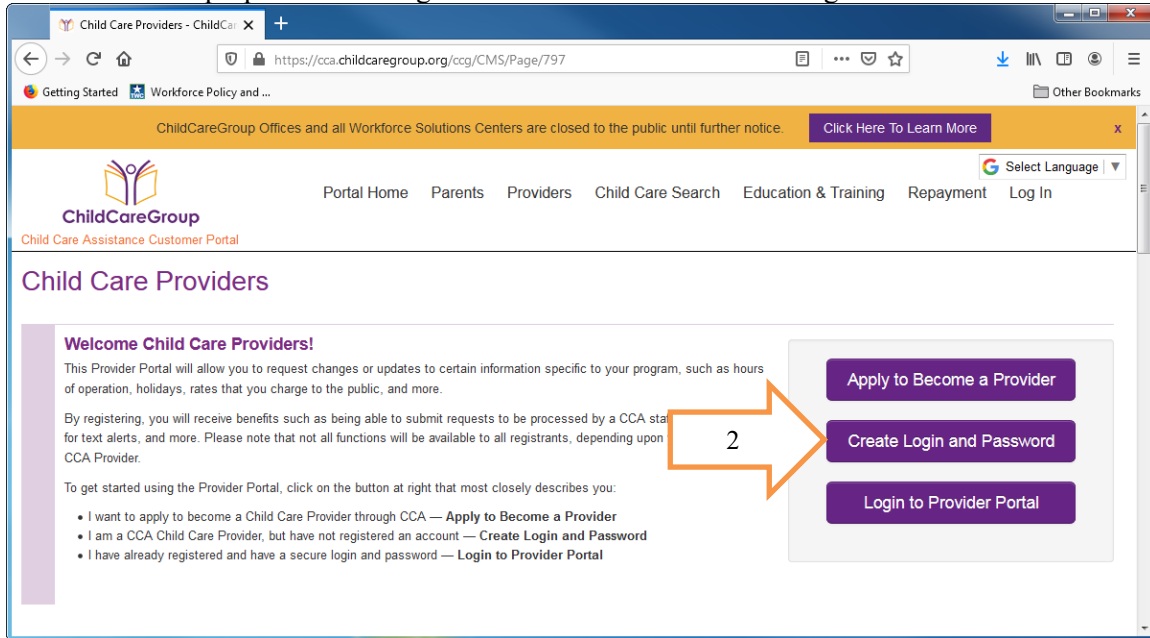 Child Care Providers - ChildCar
https://cca.childcaregroup.org/ccg/CMS/Page/797
Getting Started Workforce Policy and ... Other Bookmarks
ChildCareGroup Offices and all Workforce Solutions Centers are closed to the public until further notice. Click Here To Learn More x
Select Language
ChildCareGroup
Child Care Assistance Customer Portal
Portal Home Parents Providers Child Care Search Education & Training Repayment Log In
Child Care Providers
Welcome Child Care Providers!
This Provider Portal will allow you to request changes or updates to certain information specific to your program, such as hours
of operation, holidays, rates that you charge to the public, and more.
By registering, you will receive benefits such as being able to submit requests to be processed by a CCA
for text alerts, and more. Please note that not all functions will be available to all registrants, depending upon
CCA Provider.
To get started using the Provider Portal, click on the button at right that most closely describes you:
• I want to apply to become a Child Care Provider through CCA — Apply to Become a Provider
• I am a CCA Child Care Provider, but have not registered an account — Create Login and Password
• I have already registered and have a secure login and password — Login to Provider Portal
2
Apply to Become a Provider
Create Login and Password
Login to Provider Portal